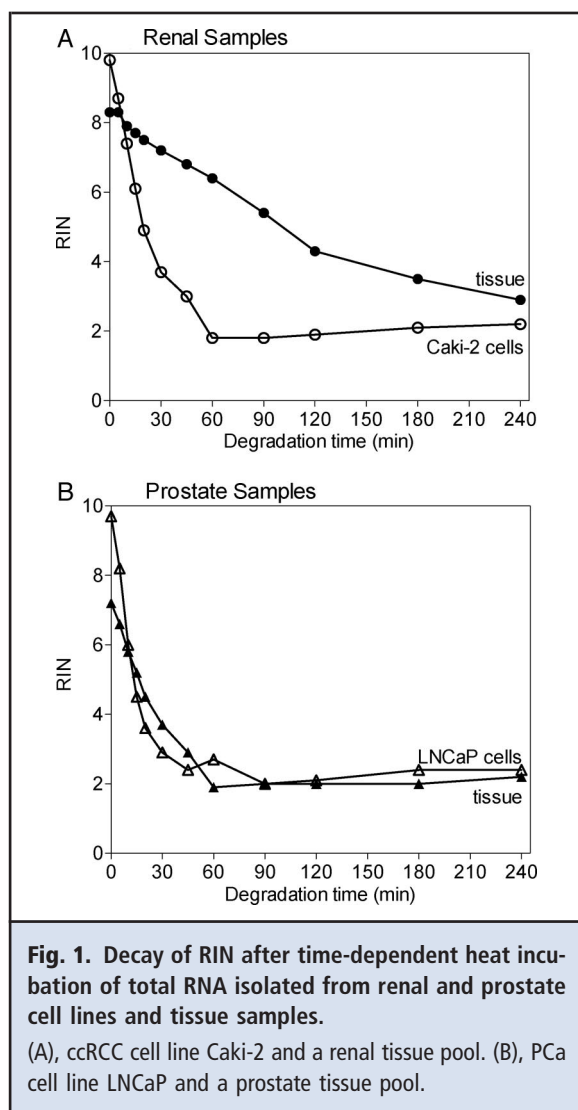 A Renal Samples
10
8
6
4
2
0
RIN
tissue
Caki-2 cells
0 30 60 90 120 150 180 210 240
Degradation time (min)
B Prostate Samples
10
8
6
4
2
0
RIN
LNCaP cells
tissue
0 30 60 90 120 150 180 210 240
Degradation time (min)
Fig. 1. Decay of RIN after time-dependent heat incu-
bation of total RNA isolated from renal and prostate
cell lines and tissue samples.
(A), ccRCC cell line Caki-2 and a renal tissue pool. (B), PCa
cell line LNCaP and a prostate tissue pool.